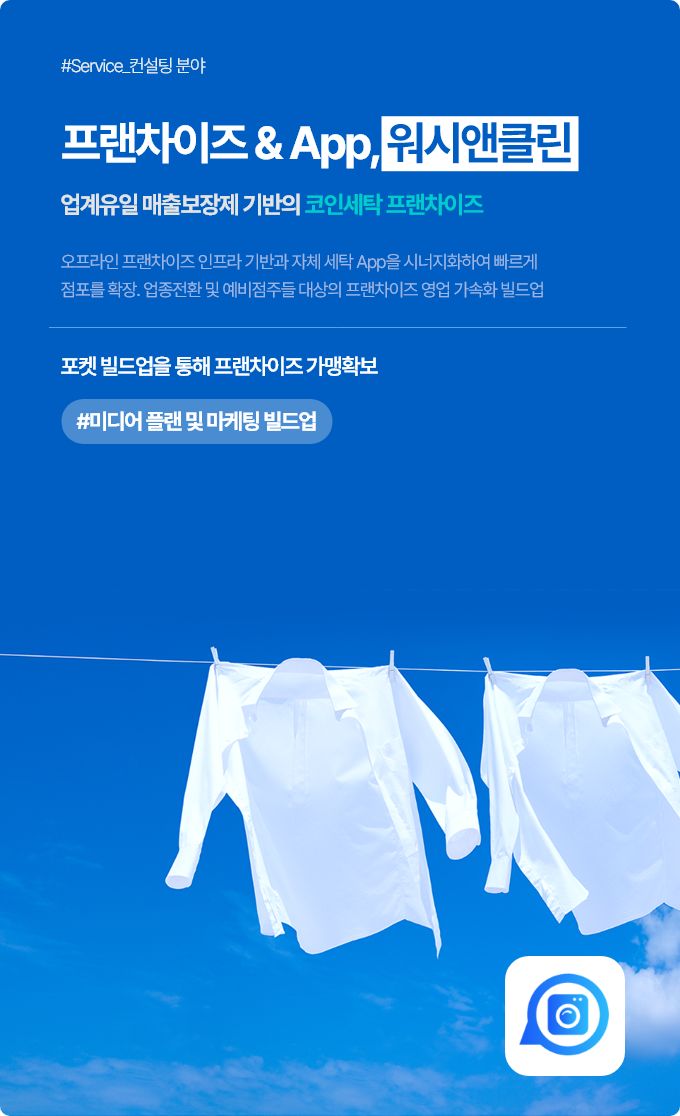 #Service_컨설팅 분야
프랜차이즈 & App, 워시앤클린
업계유일 매출보장제 기반의 코인세탁 프랜차이즈
오프라인 프랜차이즈 인프라 기반과 자체 세탁 App을 시너지화하여 빠르게
점포를 확장. 업종전환 및 예비점주들 대상의 프랜차이즈 영업 가속화 빌드업
포켓 빌드업을 통해 프랜차이즈 가맹확보
#미디어 플랜 및 마케팅 빌드업